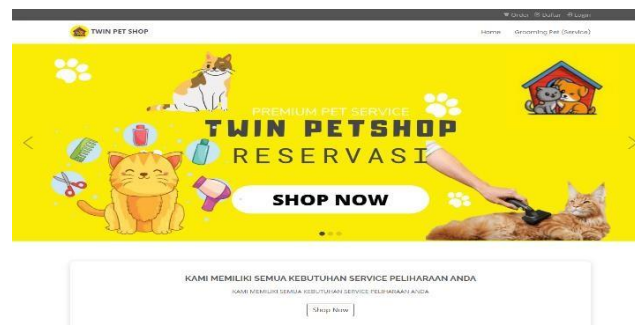 Order Daftar Login
TWIN PET SHOP
Home Grooming Pet (Service)
PREMIUM PET SERVICE
TWIN PETSHOP
RESERVASI
SHOP NOW
KAMI MEMILIKI SEMUA KEBUTUHAN SERVICE PELIHARAAN ANDA
KAMI MEMILIKI SEMUA KEBUTUHAN SERVICE PELIHARAAN ANDA
Shop Now